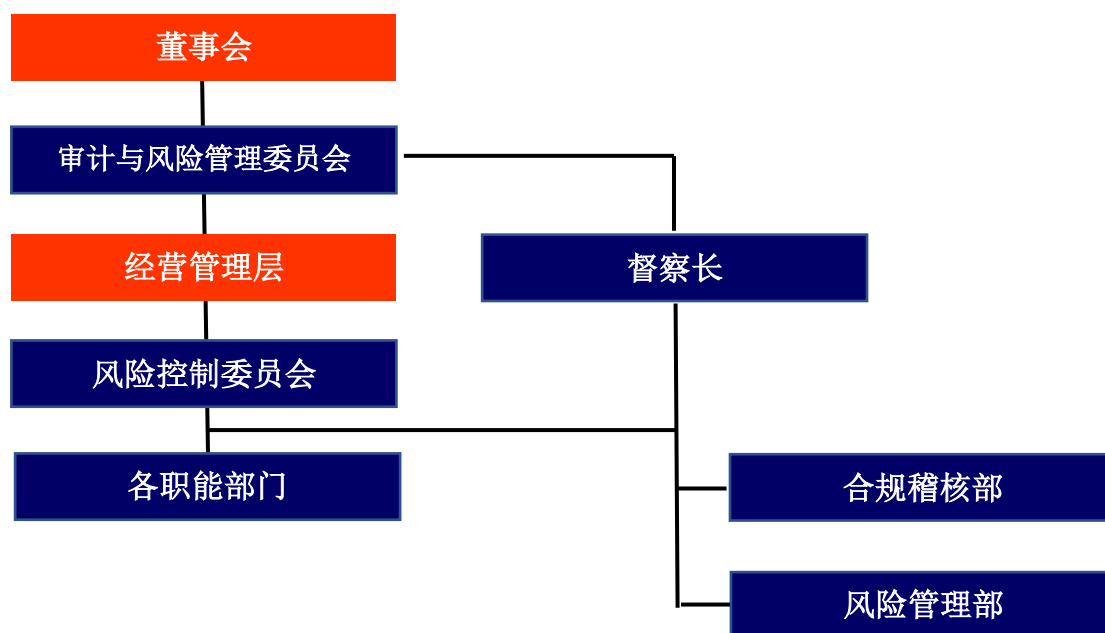 董事会
审计与风险管理委员会
经营管理层
督察长
风险控制委员会
各职能部门
合规稽核部
风险管理部